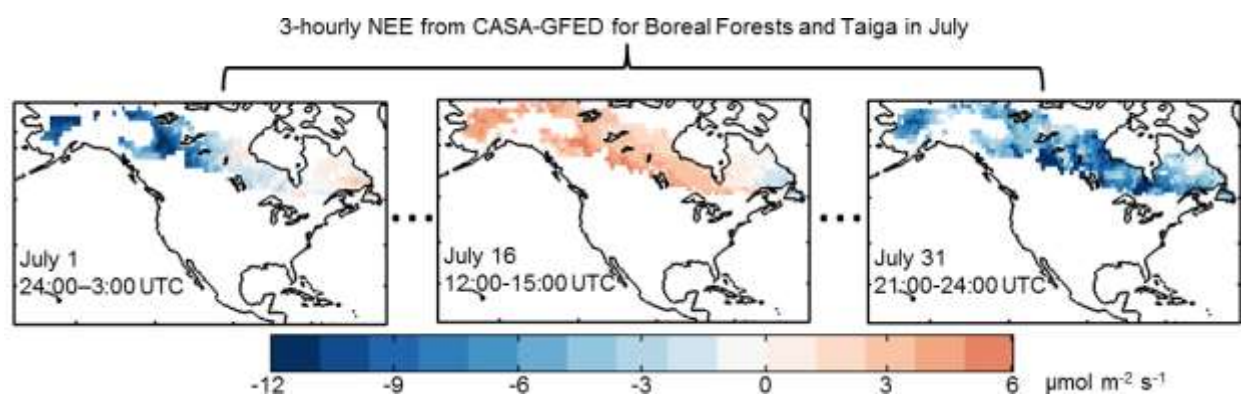 3-hourly NEE from CASA-GFED for Boreal Forests and Taiga in July
July 1
24:00–3:00 UTC
...
July 16
12:00-15:00 UTC
...
July 31
21:00-24:00 UTC
-12 -9 -6 -3 0 3 6 μmol m⁻² s⁻¹